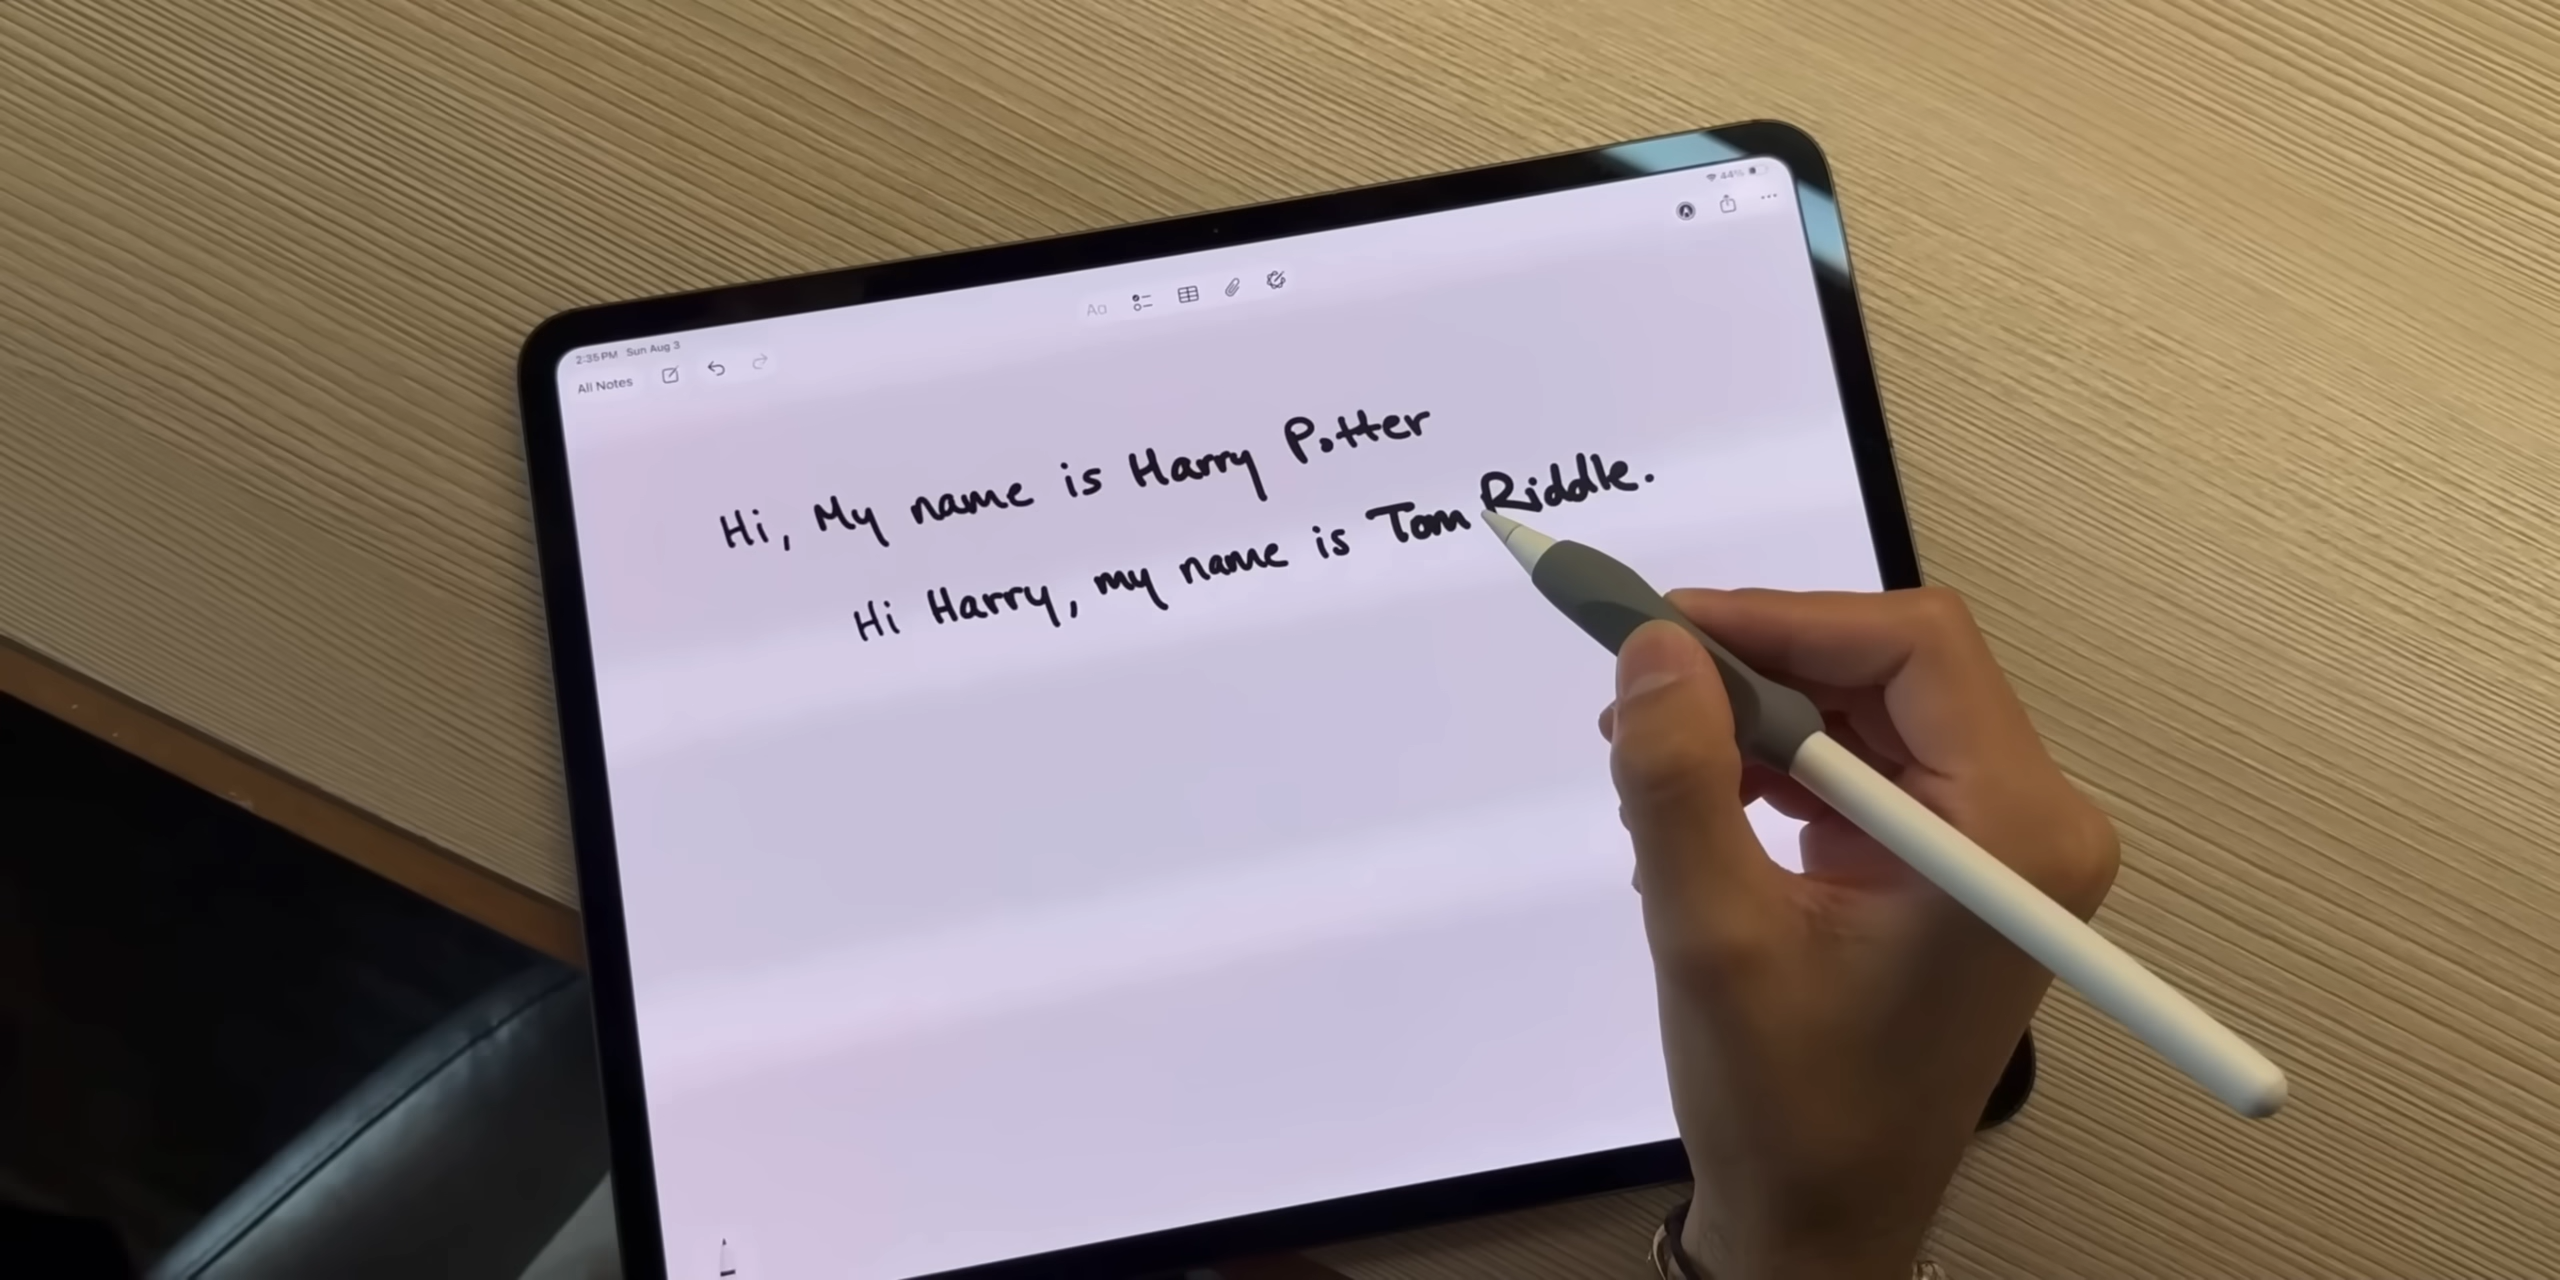 44%
2:35 PM Sun Aug 3
All Notes
Aa
Hi, My name is Harry Potter
Hi Harry, my name is Tom Riddle.